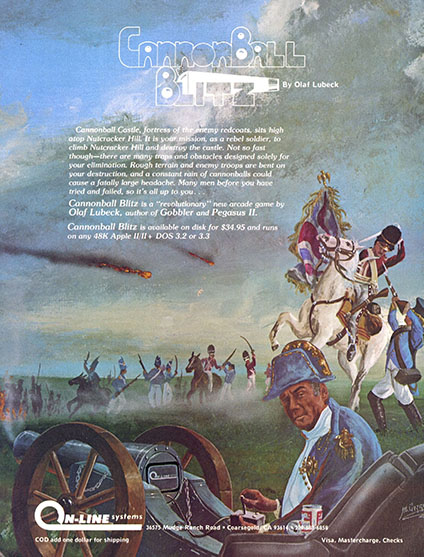 CANNONBALL
BLITZ
By Olaf Lubeck
Cannonball Castle, fortress of the enemy redcoats, sits high
atop Nutcracker Hill. It is your mission, as a rebel soldier, to
climb Nutcracker Hill and destroy the castle. Not so fast
though—there are many traps and obstacles designed solely for
your elimination. Rough terrain and enemy troops are bent on
your destruction, and a constant rain of cannonballs could
cause a fatally large headache. Many men before you have
tried and failed, so it's all up to you . . .
Cannonball Blitz is a "revolutionary" new arcade game by
Olaf Lubeck, author of Gobbler and Pegasus II.
Cannonball Blitz is available on disk for $34.95 and runs
on any 48K Apple II/II+ DOS 3.2 or 3.3
ON-LINE systems
36575 Mudge Ranch Road • Coarsegold, CA 93614 • 209-683-6858
COD add one dollar for shipping
Visa, Mastercharge, Checks